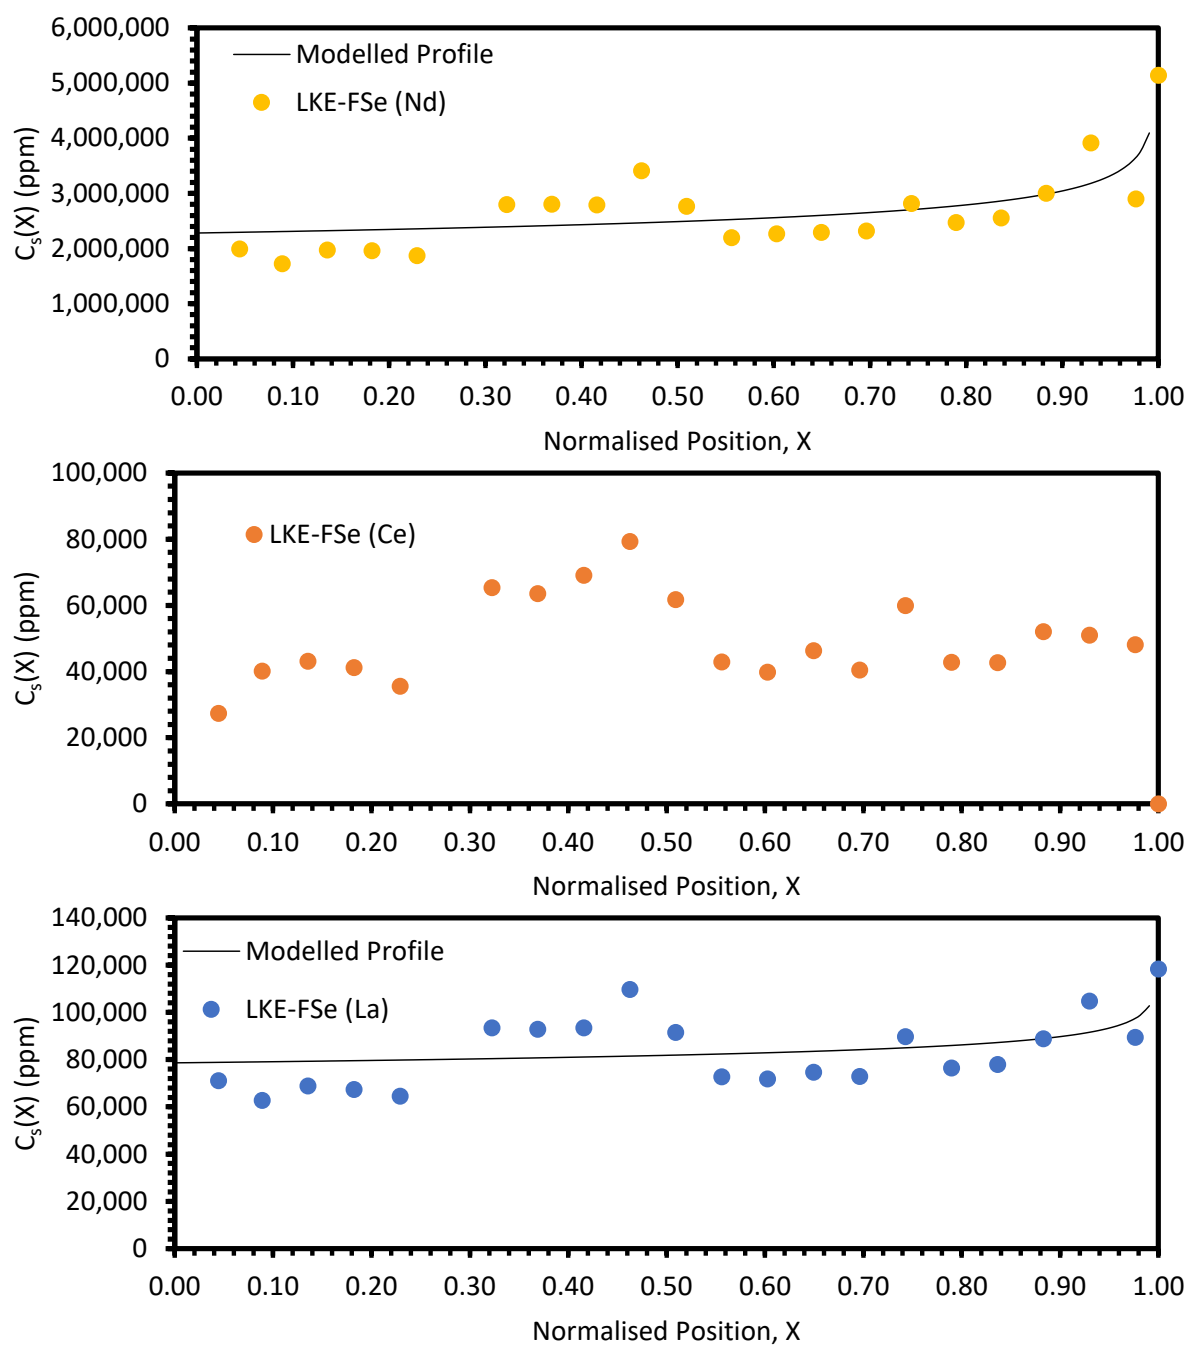 6,000,000
Modelled Profile
5,000,000
LKE-FSe (Nd)
4,000,000
Cs(X) (ppm)
3,000,000
2,000,000
1,000,000
0
0.00 0.10 0.20 0.30 0.40 0.50 0.60 0.70 0.80 0.90 1.00
Normalised Position, X
100,000
LKE-FSe (Ce)
80,000
Cs(X) (ppm)
60,000
40,000
20,000
0
0.00 0.10 0.20 0.30 0.40 0.50 0.60 0.70 0.80 0.90 1.00
Normalised Position, X
140,000
Modelled Profile
120,000
LKE-FSe (La)
100,000
Cs(X) (ppm)
80,000
60,000
40,000
20,000
0
0.00 0.10 0.20 0.30 0.40 0.50 0.60 0.70 0.80 0.90 1.00
Normalised Position, X